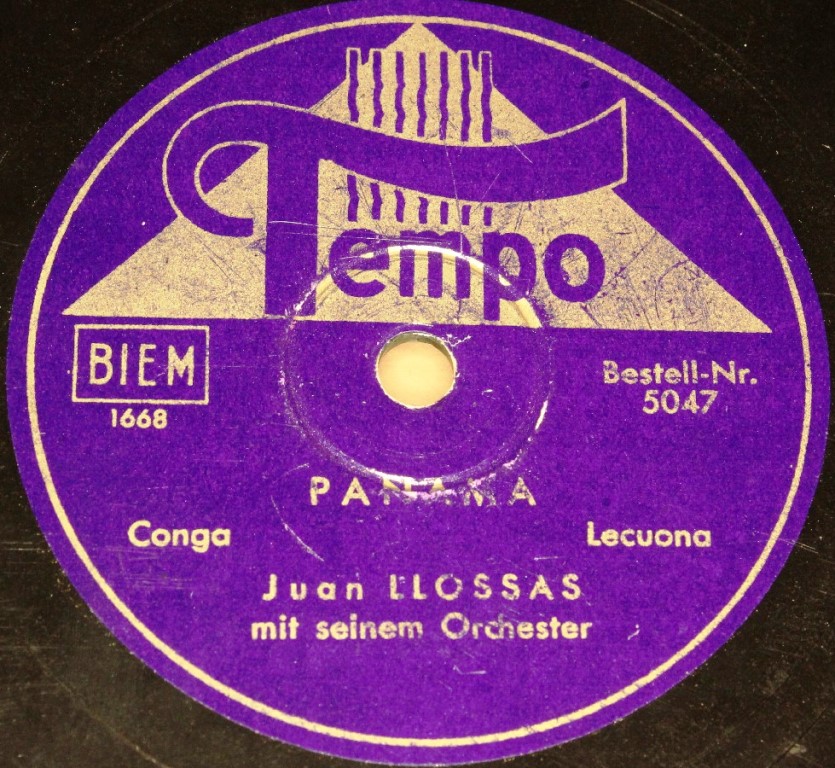 Tempo
BIEM
1668
Bestell-Nr.
5047
PANAMA
Conga
Lecuona
Juan LLOSSAS
mit seinem Orchester